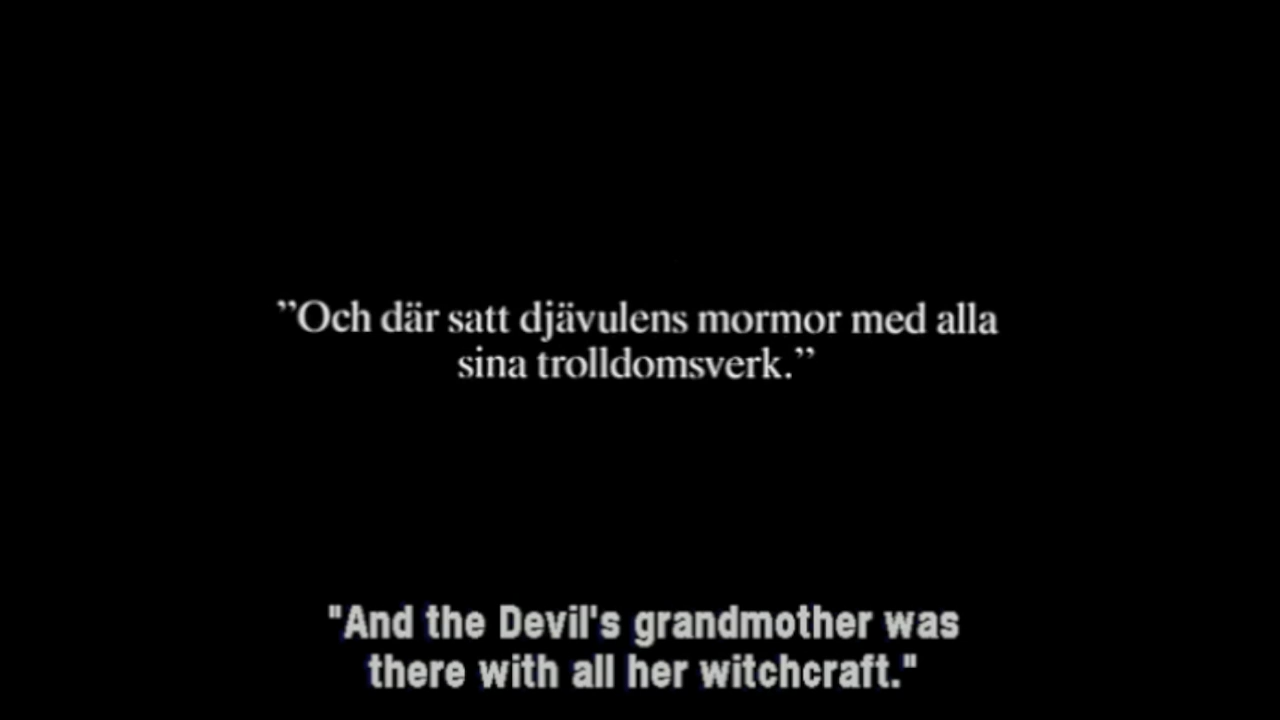 ”Och där satt djävulens mormor med alla
sina trolldomsverk.”
"And the Devil's grandmother was
there with all her witchcraft."